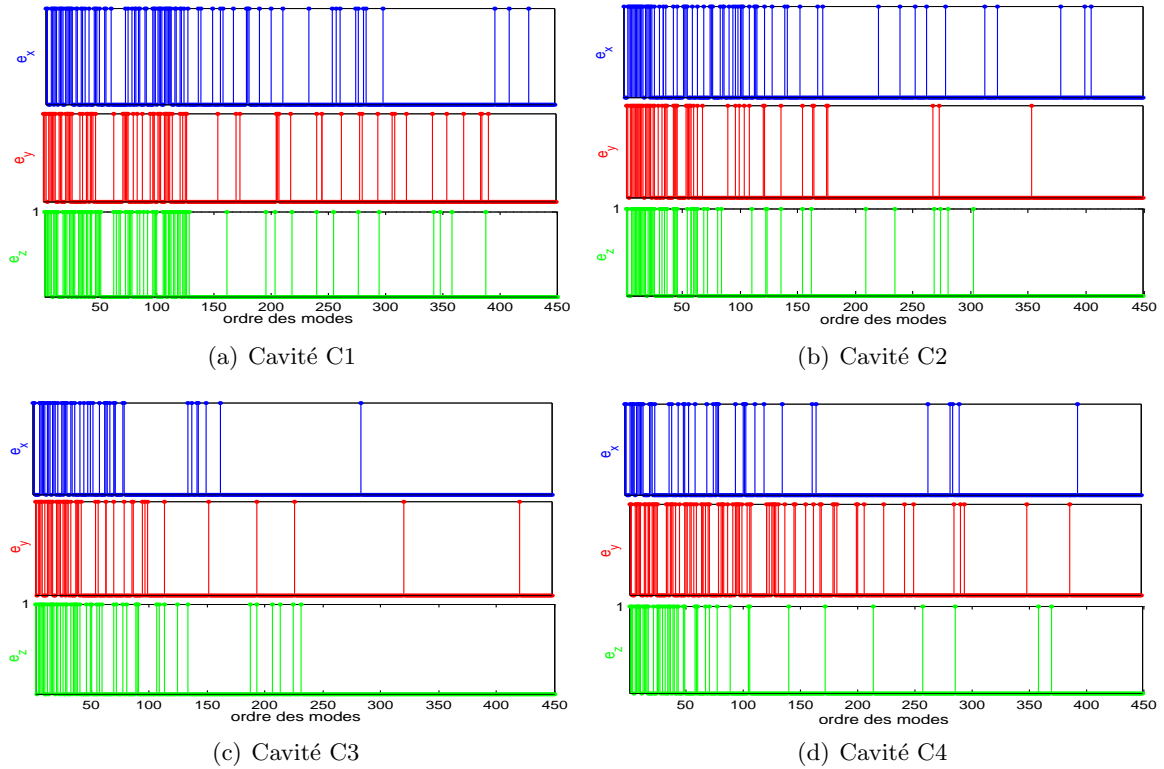 e_x
e_y
1
e_z
50 100 150 200 250 300 350 400 450
ordre des modes
(a) Cavité C1
e_x
e_y
1
e_z
50 100 150 200 250 300 350 400 450
ordre des modes
(b) Cavité C2
e_x
e_y
1
e_z
50 100 150 200 250 300 350 400 450
ordre des modes
(c) Cavité C3
e_x
e_y
1
e_z
50 100 150 200 250 300 350 400 450
ordre des modes
(d) Cavité C4